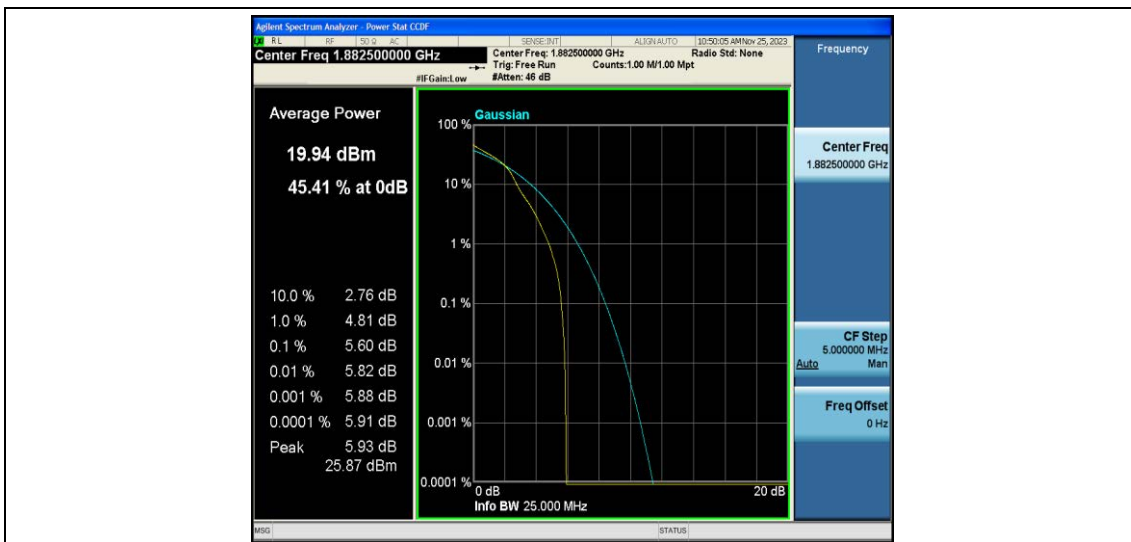 Agilent Spectrum Analyzer - Power Stat CCDF
RL RF 50 Ω AC SENSE:INT ALIGN AUTO 10:50:05 AM Nov 25, 2023
Center Freq 1.882500000 GHz
Center Freq: 1.882500000 GHz Radio Std: None
Trig: Free Run Counts:1.00 M/1.00 Mpt
#IFGain:Low #Atten: 46 dB
Frequency
Average Power
19.94 dBm
45.41 % at 0dB
10.0 % 2.76 dB
1.0 % 4.81 dB
0.1 % 5.60 dB
0.01 % 5.82 dB
0.001 % 5.88 dB
0.0001 % 5.91 dB
Peak 5.93 dB
25.87 dBm
Gaussian
100 %
10 %
1 %
0.1 %
0.01 %
0.001 %
0.0001 %
0 dB 20 dB
Info BW 25.000 MHz
Center Freq
1.882500000 GHz
CF Step
5.000000 MHz
Auto Man
Freq Offset
0 Hz
MSG STATUS